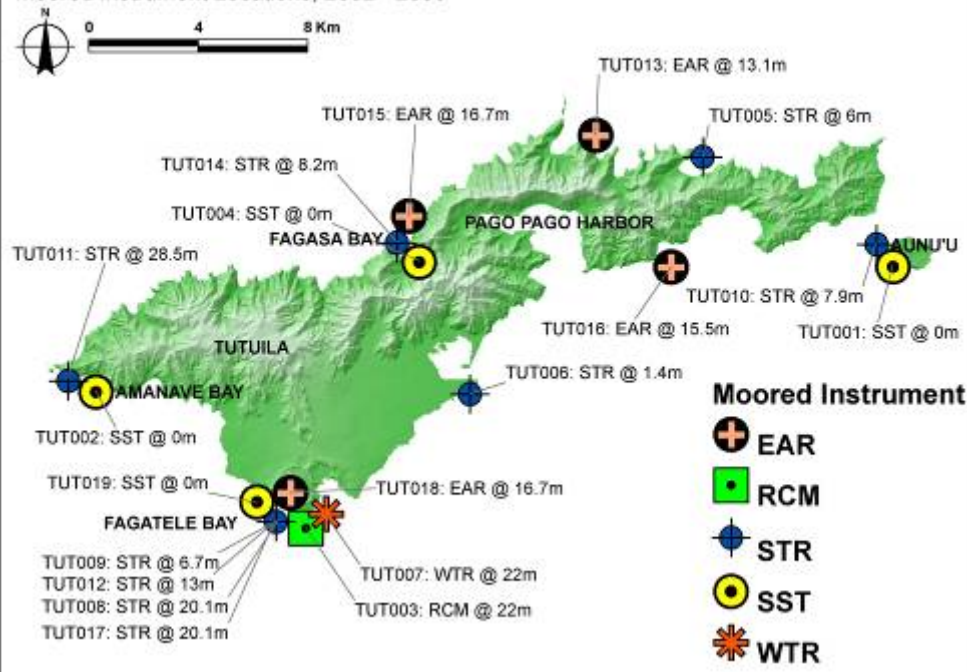 N
0 4 8 Km
TUT013: EAR @ 13.1m
TUT015: EAR @ 16.7m
TUT005: STR @ 6m
TUT014: STR @ 8.2m
TUT004: SST @ 0m
PAGO PAGO HARBOR
FAGASA BAY
TUT011: STR @ 28.5m
AUNU'U
TUT010: STR @ 7.9m
TUT016: EAR @ 15.5m
TUT001: SST @ 0m
TUTUILA
TUT006: STR @ 1.4m
AMANAVE BAY
TUT002: SST @ 0m
TUT019: SST @ 0m
TUT018: EAR @ 16.7m
FAGATELE BAY
TUT009: STR @ 6.7m
TUT012: STR @ 13m
TUT008: STR @ 20.1m
TUT017: STR @ 20.1m
TUT007: WTR @ 22m
TUT003: RCM @ 22m
Moored Instrument
EAR
RCM
STR
SST
WTR